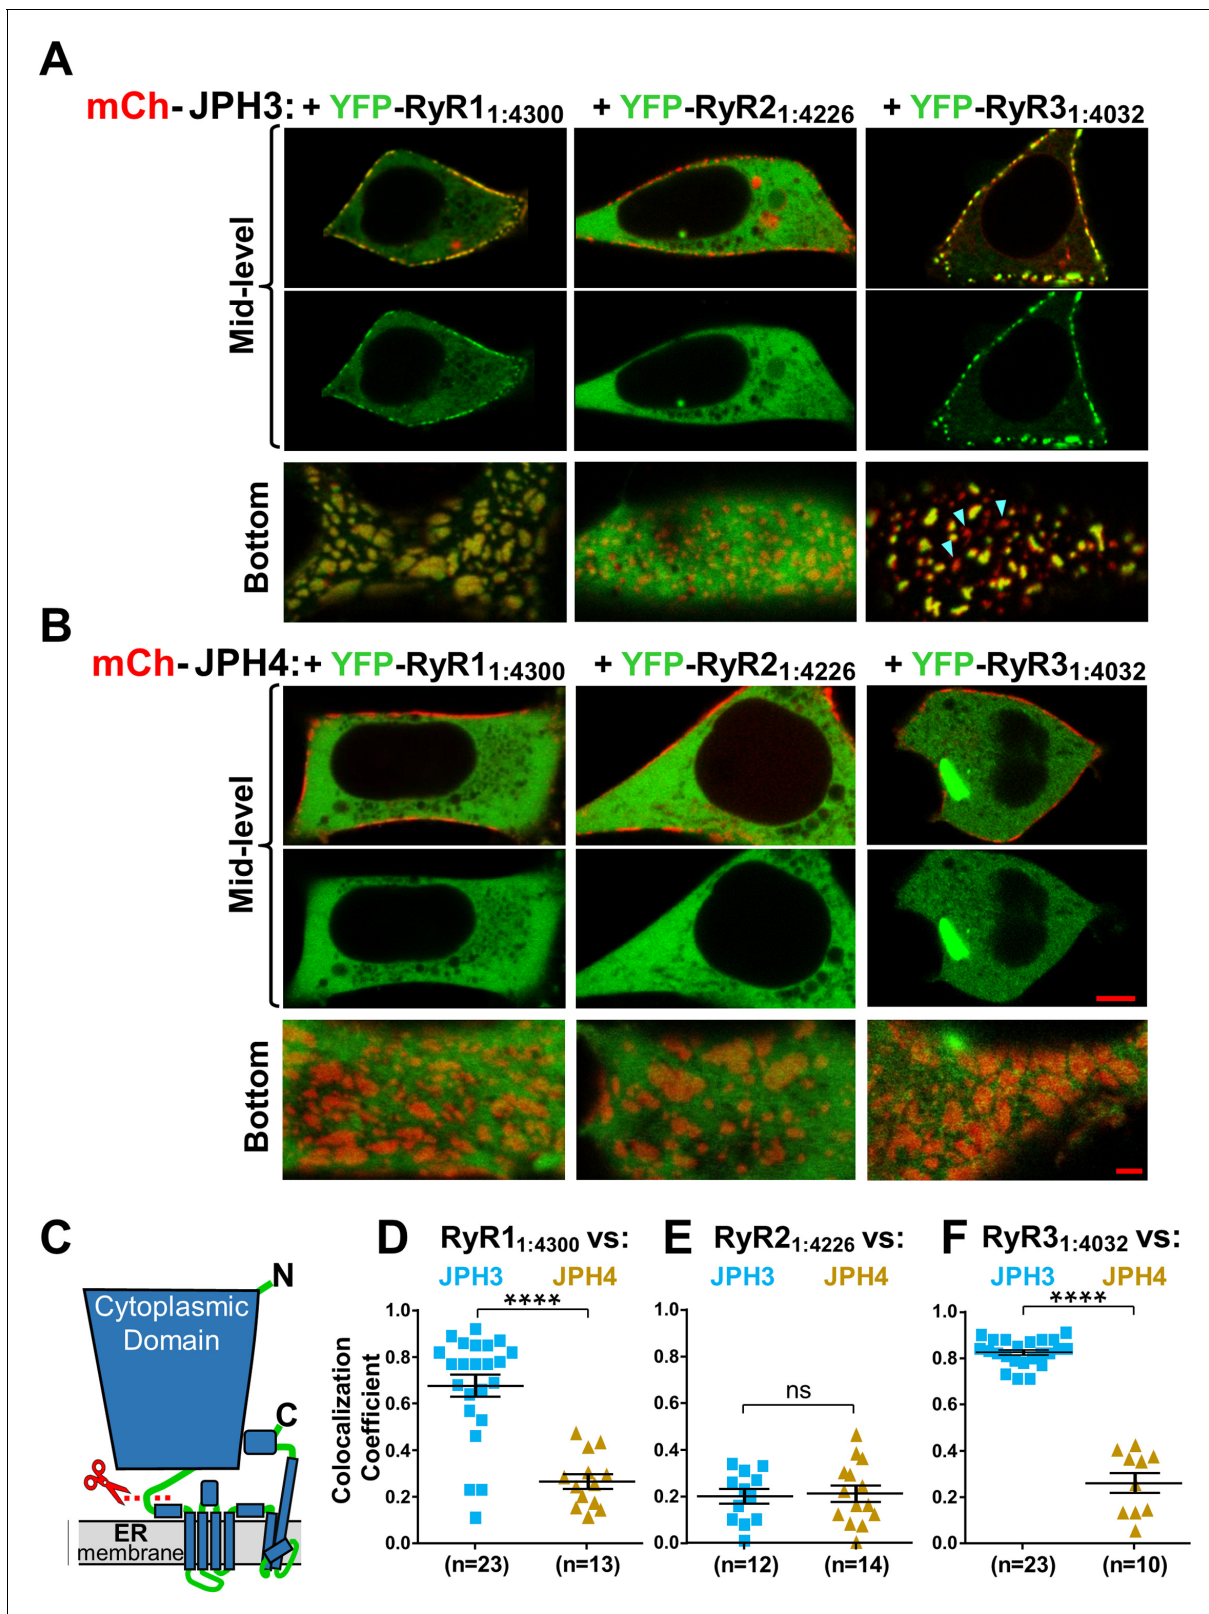 A
mCh- JPH3: + YFP-RyR11:4300 + YFP-RyR21:4226 + YFP-RyR31:4032
Mid-level
Bottom
B
mCh- JPH4: + YFP-RyR11:4300 + YFP-RyR21:4226 + YFP-RyR31:4032
Mid-level
Bottom
C
N
Cytoplasmic
Domain
C
ER
membrane
D RyR11:4300 vs:
JPH3 JPH4
****
Colocalization
Coefficient
1.0
0.8
0.6
0.4
0.2
0.0
(n=23) (n=13)
E RyR21:4226 vs:
JPH3 JPH4
1.0
0.8
ns
0.6
0.4
0.2
0.0
(n=12) (n=14)
F RyR31:4032 vs:
JPH3 JPH4
****
1.0
0.8
0.6
0.4
0.2
0.0
(n=23) (n=10)